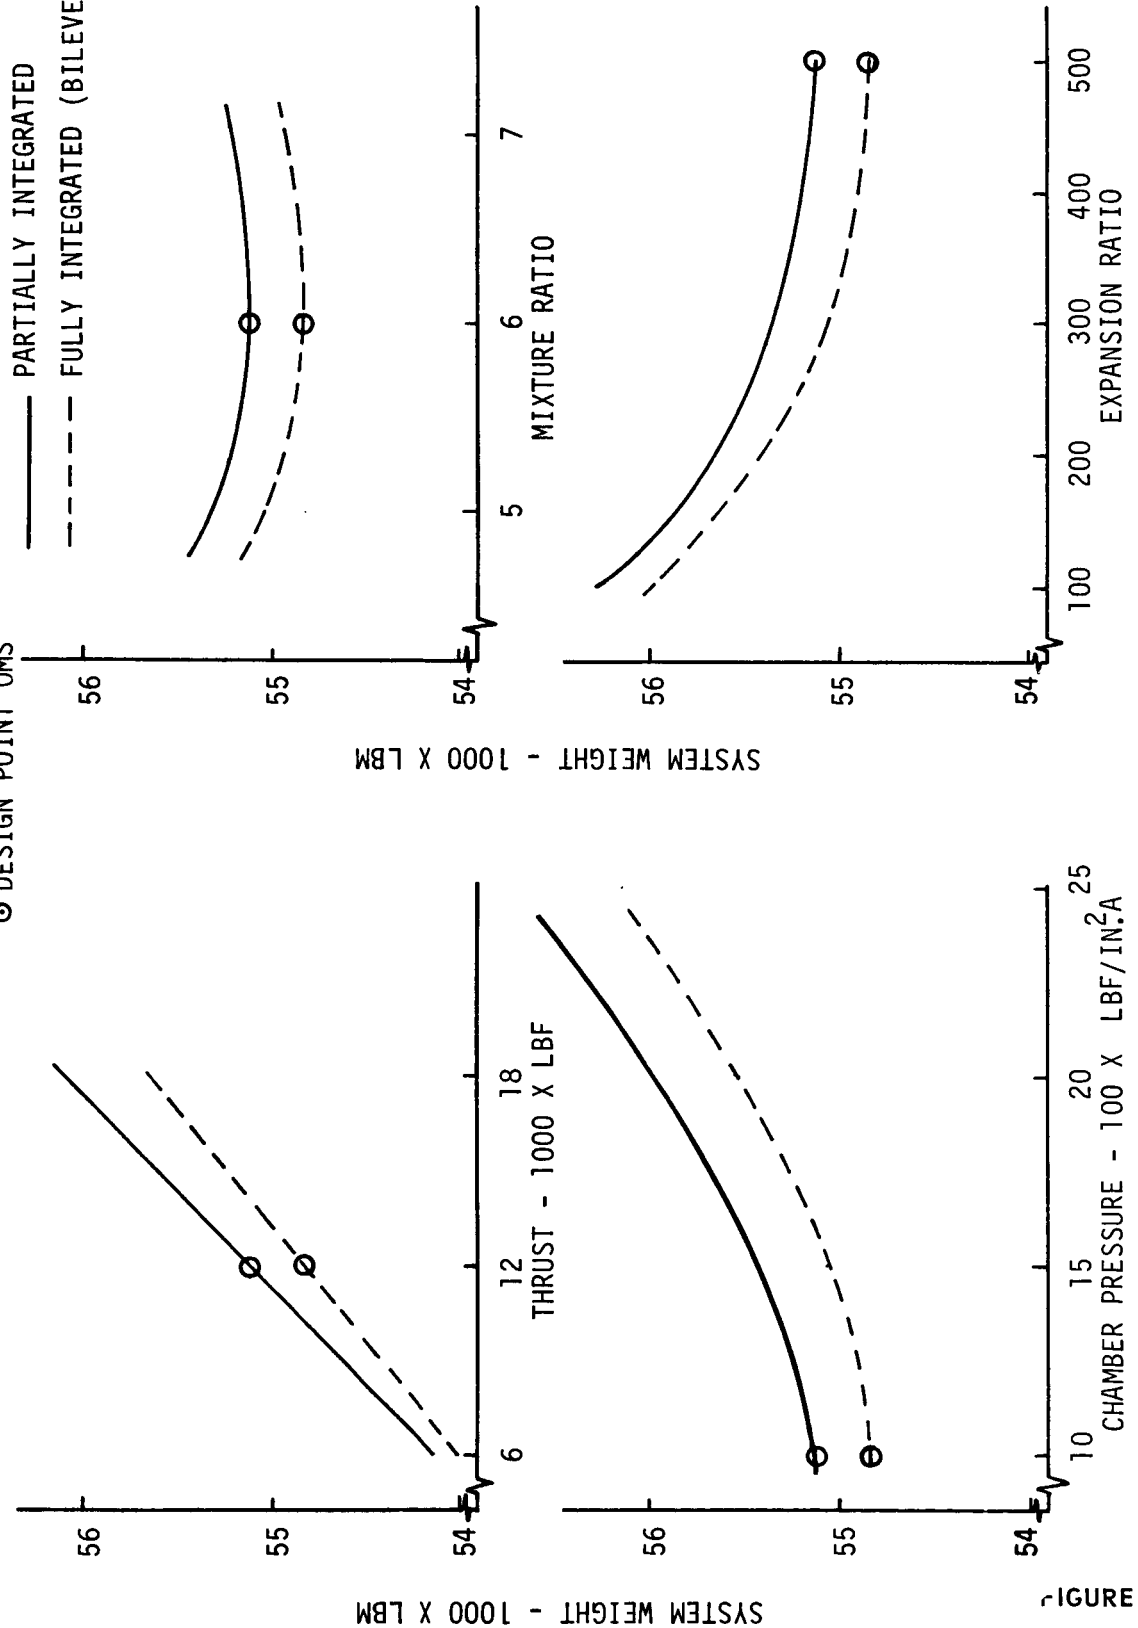 ⊙ DESIGN POINT OMS
PARTIALLY INTEGRATED
FULLY INTEGRATED (BILEVE
SYSTEM WEIGHT - 1000 X LBM
56
55
54
6
12
18
THRUST - 1000 X LBF
SYSTEM WEIGHT - 1000 X LBM
56
55
54
5
6
7
MIXTURE RATIO
56
55
54
10
15
20
25
CHAMBER PRESSURE - 100 X LBF/IN.²A
56
55
54
100
200
300
400
500
EXPANSION RATIO
FIGURE